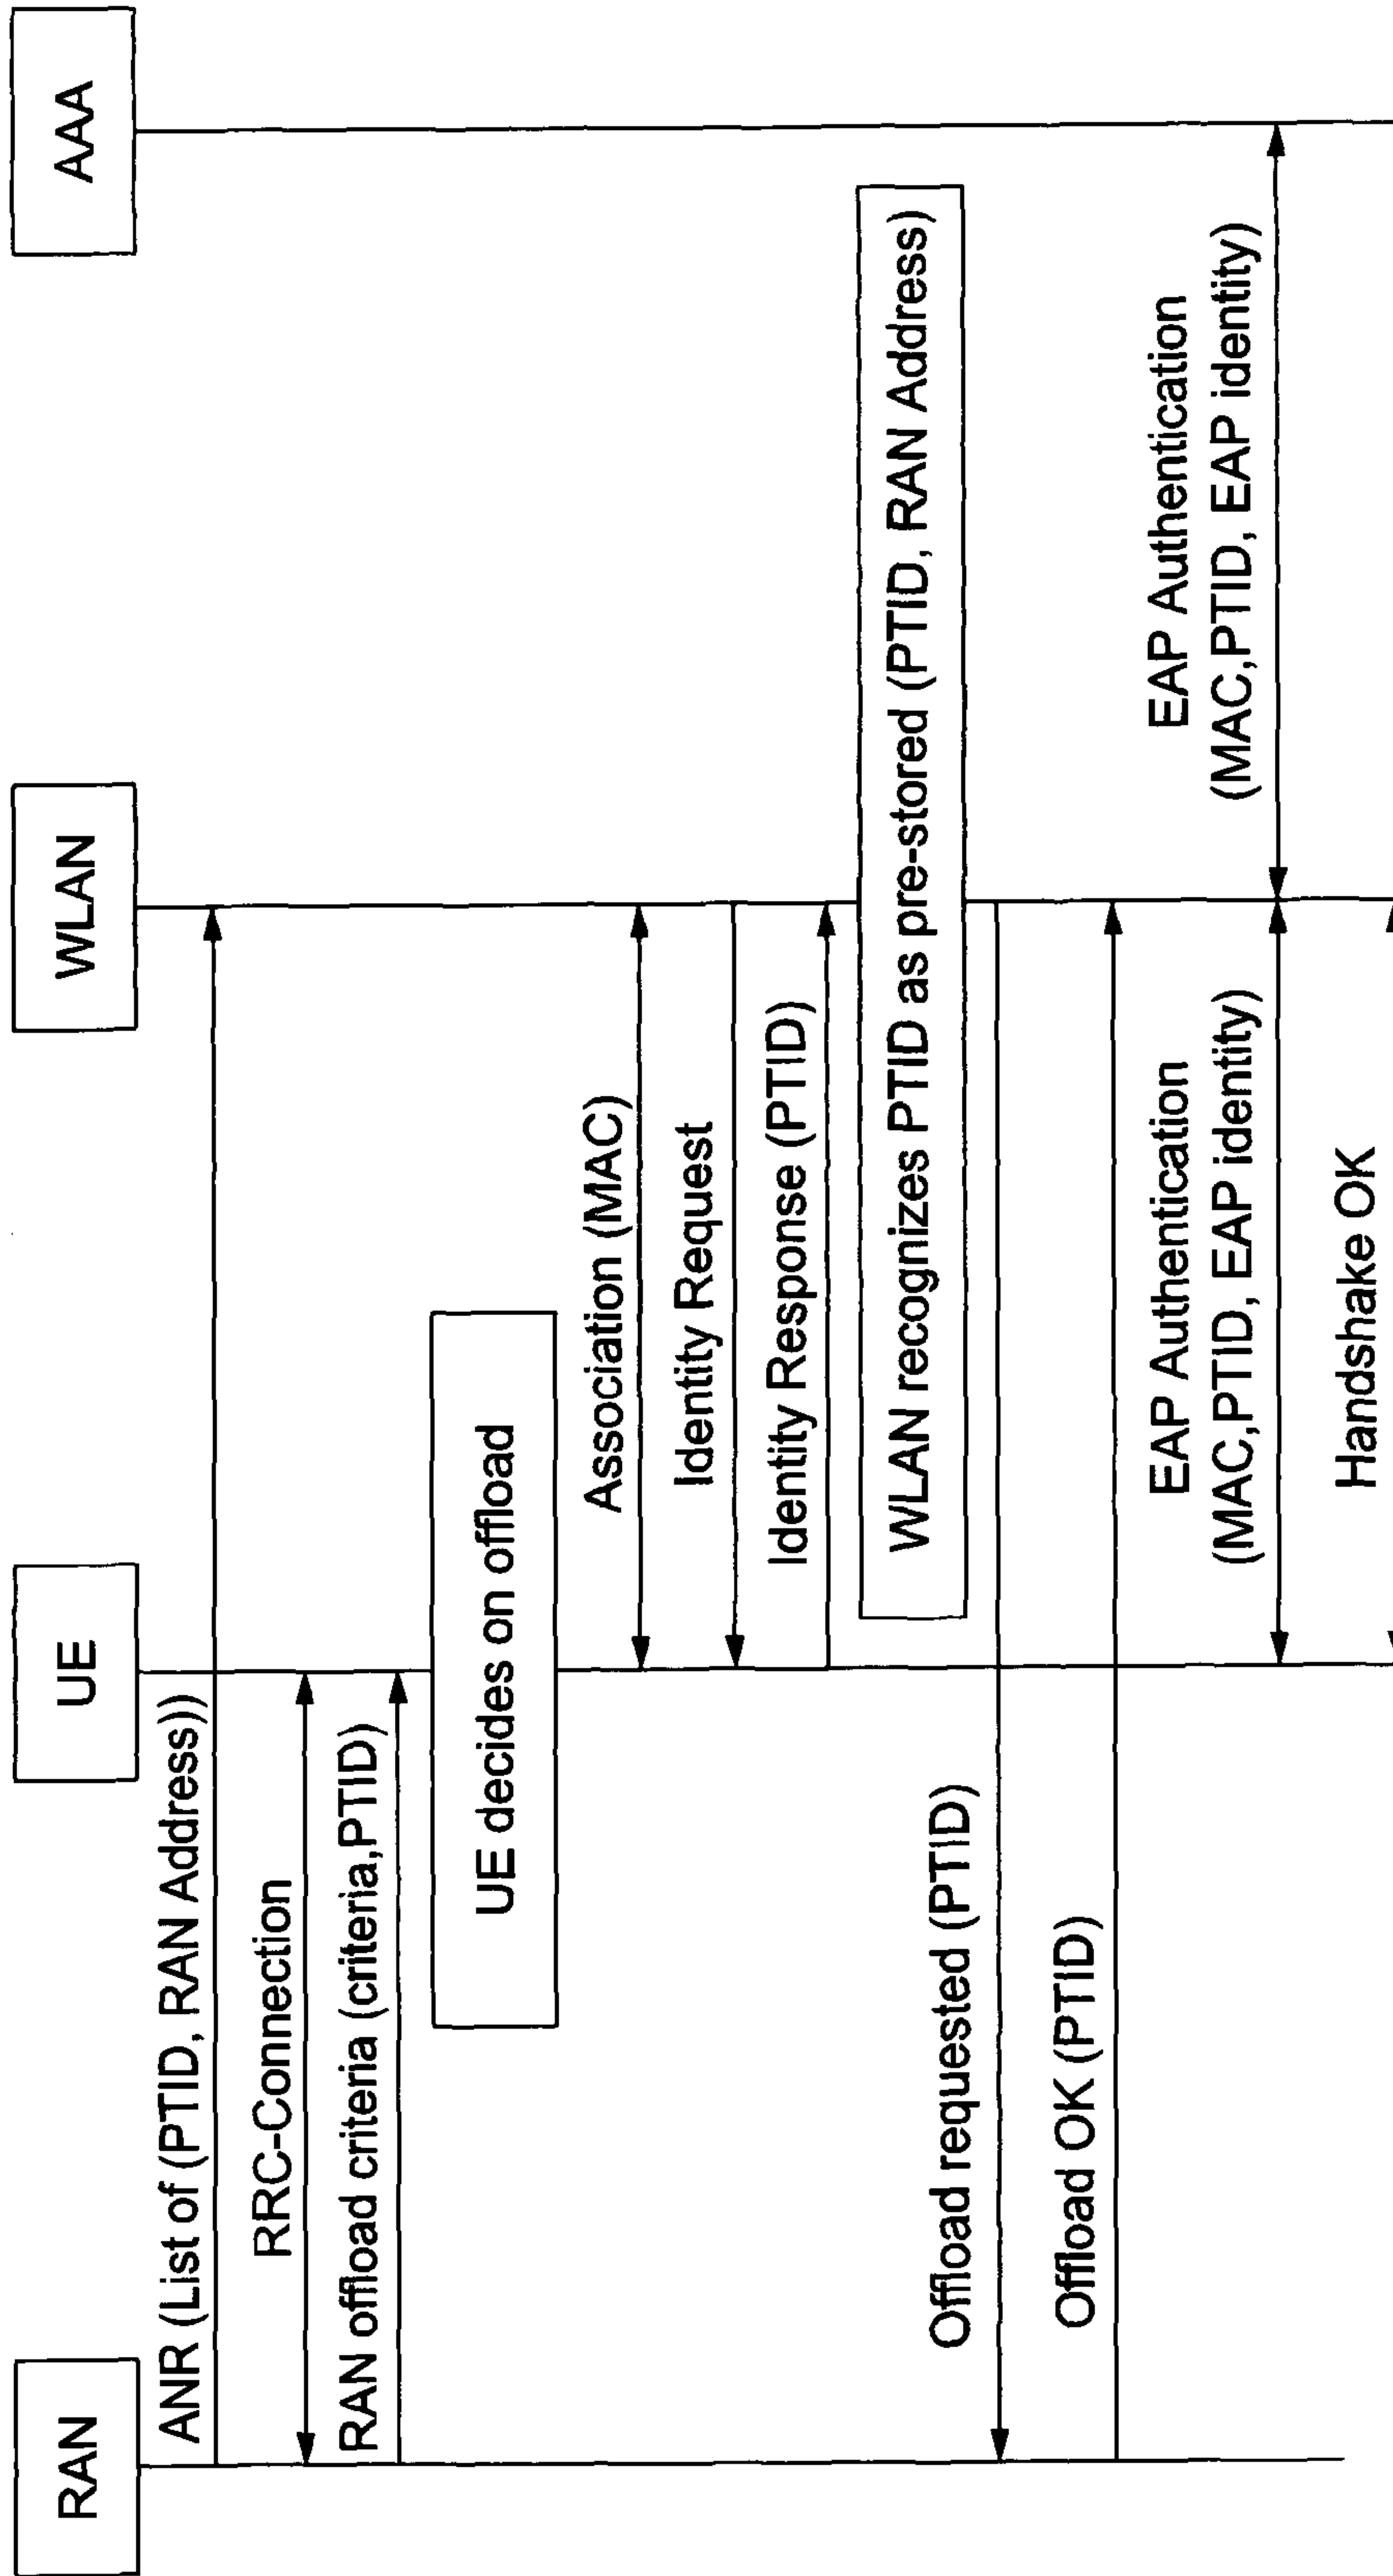 RAN
UE
WLAN
AAA
ANR (List of (PTID, RAN Address))
RRC-Connection
RAN offload criteria (criteria,PTID)
UE decides on offload
Association (MAC)
Identity Request
Identity Response (PTID)
WLAN recognizes PTID as pre-stored (PTID, RAN Address)
Offload requested (PTID)
Offload OK (PTID)
EAP Authentication
(MAC,PTID, EAP identity)
EAP Authentication
(MAC,PTID, EAP identity)
Handshake OK